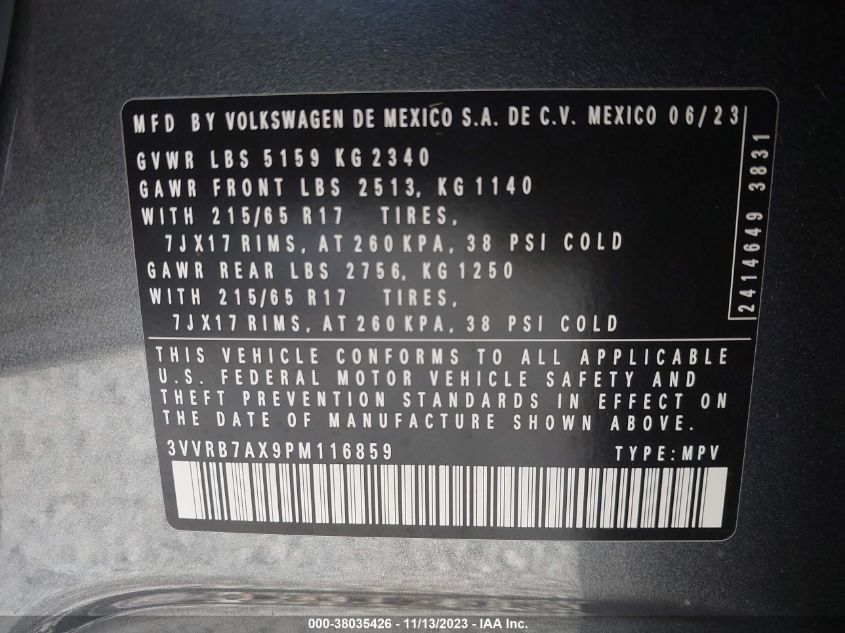 MFD BY VOLKSWAGEN DE MEXICO S.A. DE C.V. MEXICO 06/23
GVWR LBS 5159 KG 2340
GAWR FRONT LBS 2513, KG 1140
WITH 215/65 R17 TIRES,
7JX17 RIMS, AT 260 KPA, 38 PSI COLD
GAWR REAR LBS 2756, KG 1250
WITH 215/65 R17 TIRES,
7JX17 RIMS, AT 260 KPA, 38 PSI COLD
2414649 3831
THIS VEHICLE CONFORMS TO ALL APPLICABLE
U.S. FEDERAL MOTOR VEHICLE SAFETY AND
THEFT PREVENTION STANDARDS IN EFFECT ON
THE DATE OF MANUFACTURE SHOWN ABOVE.
3VVRB7AX9PM116859 TYPE:MPV
000-38035426 - 11/13/2023 - IAAI.com